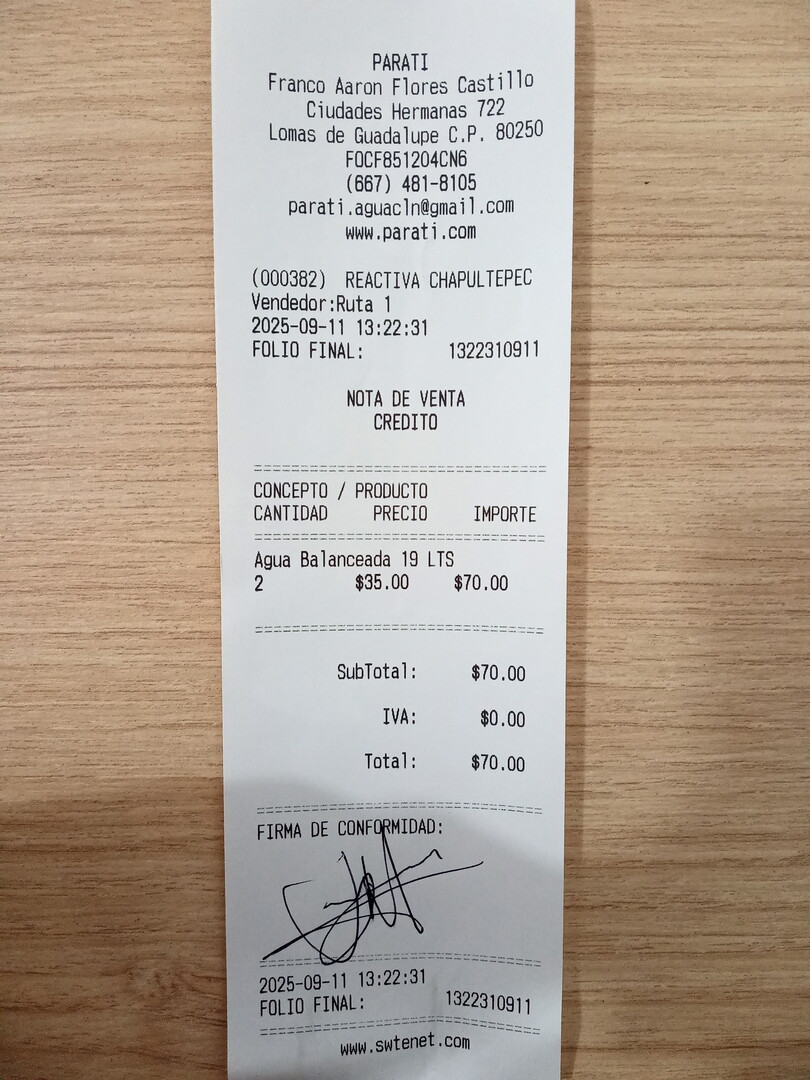 PARATI
Franco Aaron Flores Castillo
Ciudades Hermanas 722
Lomas de Guadalupe C.P. 80250
FOCF851204CN6
(667) 481-8105
parati.aguacln@gmail.com
www.parati.com
(000382) REACTIVA CHAPULTEPEC
Vendedor:Ruta 1
2025-09-11 13:22:31
FOLIO FINAL: 1322310911
NOTA DE VENTA
CREDITO
CONCEPTO / PRODUCTO
CANTIDAD PRECIO IMPORTE
Agua Balanceada 19 LTS
2 $35.00 $70.00
SubTotal: $70.00
IVA: $0.00
Total: $70.00
FIRMA DE CONFORMIDAD:
2025-09-11 13:22:31
FOLIO FINAL: 1322310911
www.swtenet.com